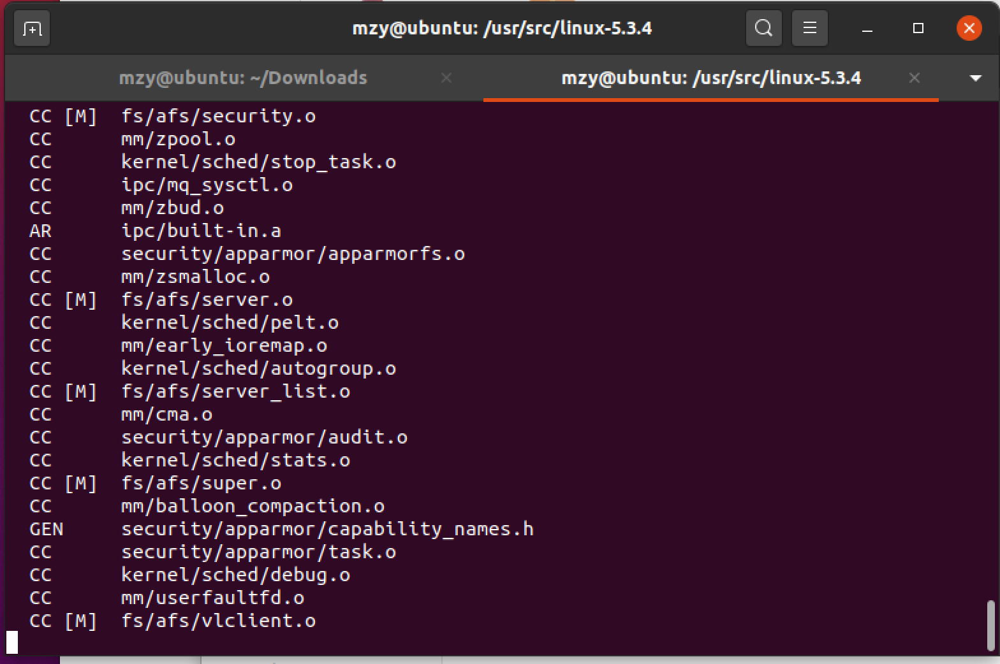 mzy@ubuntu: /usr/src/linux-5.3.4
mzy@ubuntu: ~/Downloads
mzy@ubuntu: /usr/src/linux-5.3.4
CC [M]  fs/afs/security.o
CC      mm/zpool.o
CC      kernel/sched/stop_task.o
CC      ipc/mq_sysctl.o
CC      mm/zbud.o
AR      ipc/built-in.a
CC      security/apparmor/apparmorfs.o
CC      mm/zsmalloc.o
CC [M]  fs/afs/server.o
CC      kernel/sched/pelt.o
CC      mm/early_ioremap.o
CC      kernel/sched/autogroup.o
CC [M]  fs/afs/server_list.o
CC      mm/cma.o
CC      security/apparmor/audit.o
CC      kernel/sched/stats.o
CC [M]  fs/afs/super.o
CC      mm/balloon_compaction.o
GEN     security/apparmor/capability_names.h
CC      security/apparmor/task.o
CC      kernel/sched/debug.o
CC      mm/userfaultfd.o
CC [M]  fs/afs/vlclient.o